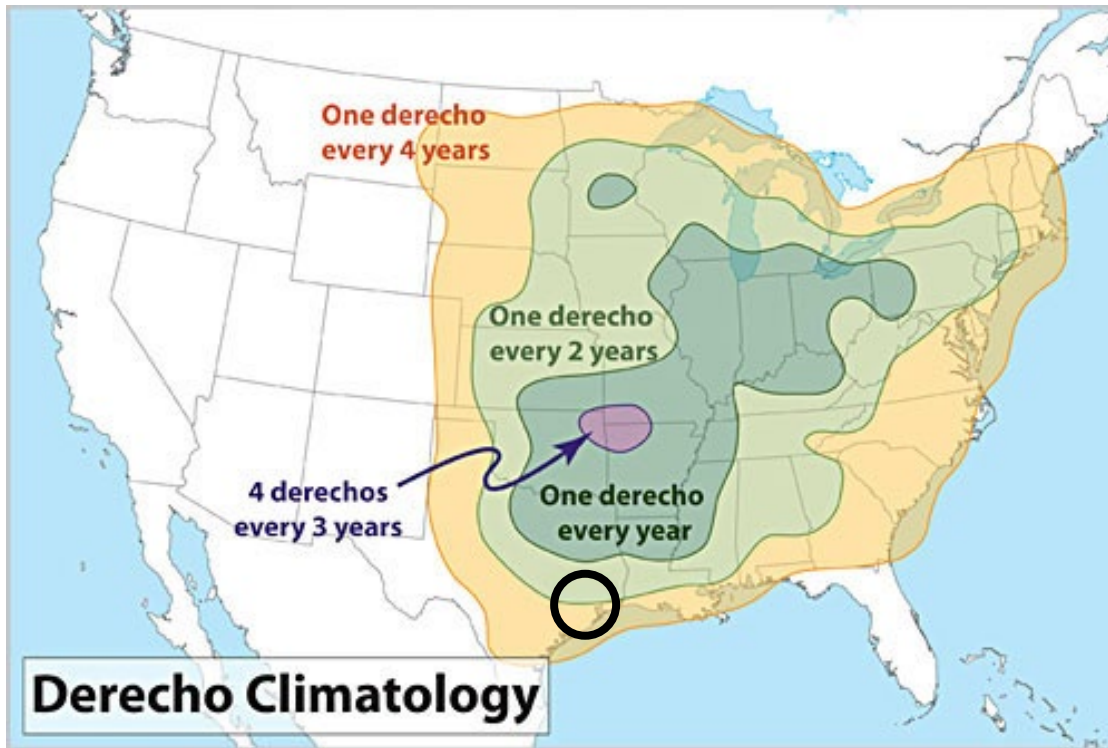 One derecho
every 4 years
One derecho
every 2 years
4 derechos
every 3 years
One derecho
every year
Derecho Climatology